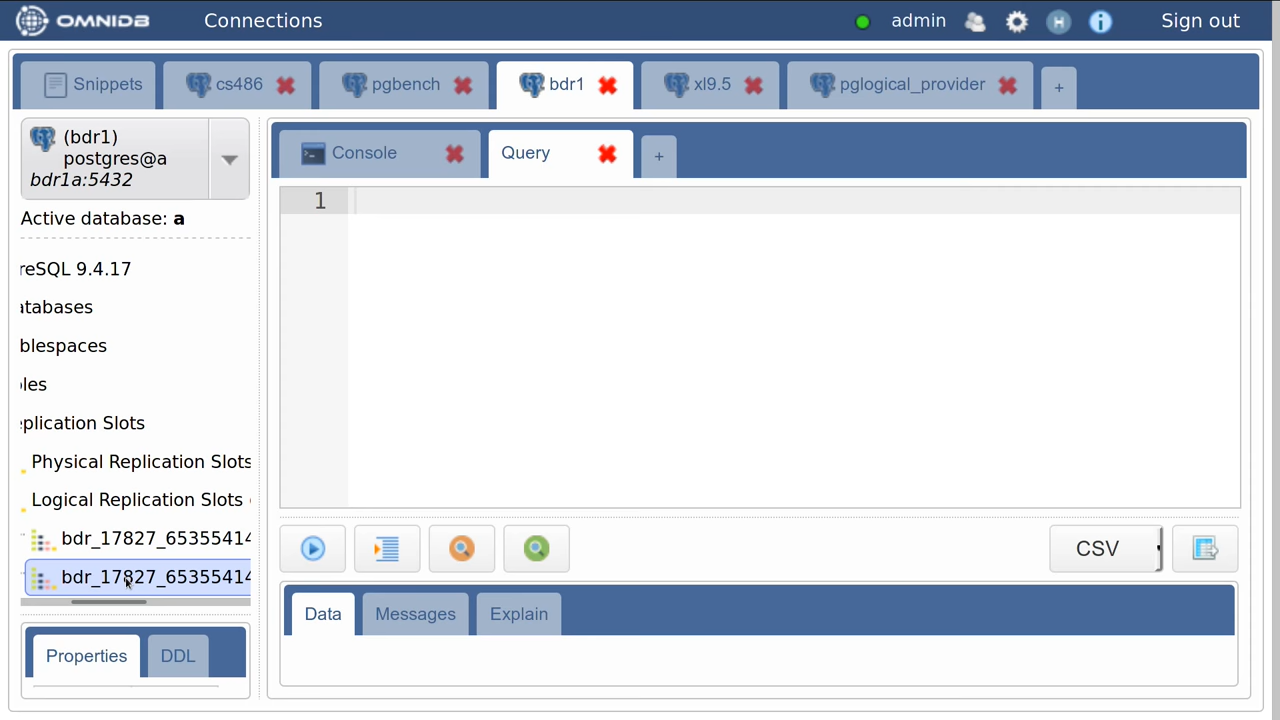 OMNIDB Connections admin H Sign out
Snippets cs486 pgbench bdr1 xl9.5 pglogical_provider +
(bdr1)
postgres@a
bdr1a:5432
Active database: a
reSQL 9.4.17
atabases
blespaces
les
eplication Slots
Physical Replication Slots
Logical Replication Slots
bdr_17827_65355414
bdr_17827_65355414
Properties DDL
Console Query +
1
CSV
Data Messages Explain